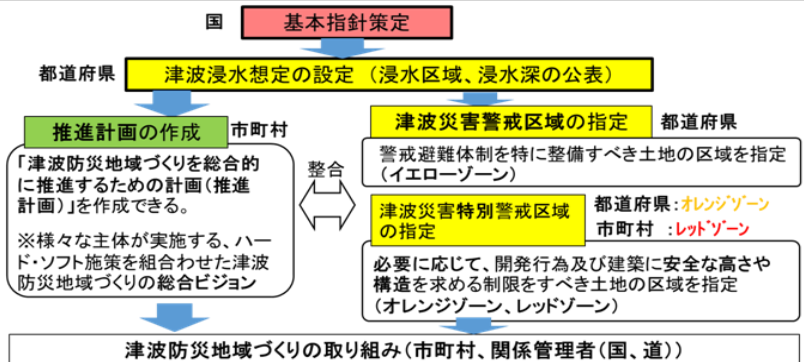 国
基本指針策定
都道府県
津波浸水想定の設定 （浸水区域、浸水深の公表）
推進計画の作成
市町村
「津波防災地域づくりを総合的
に推進するための計画（推進
計画）」を作成できる。
※様々な主体が実施する、ハー
ド・ソフト施策を組合わせた津波
防災地域づくりの総合ビジョン
整合
津波災害警戒区域の指定
都道府県
警戒避難体制を特に整備すべき土地の区域を指定
（イエローゾーン）
津波災害特別警戒区域
の指定
都道府県：オレンジゾーン
市町村 ：レッドゾーン
必要に応じて、開発行為及び建築に安全な高さや
構造を求める制限をすべき土地の区域を指定
（オレンジゾーン、レッドゾーン）
津波防災地域づくりの取り組み（市町村、関係管理者（国、道））